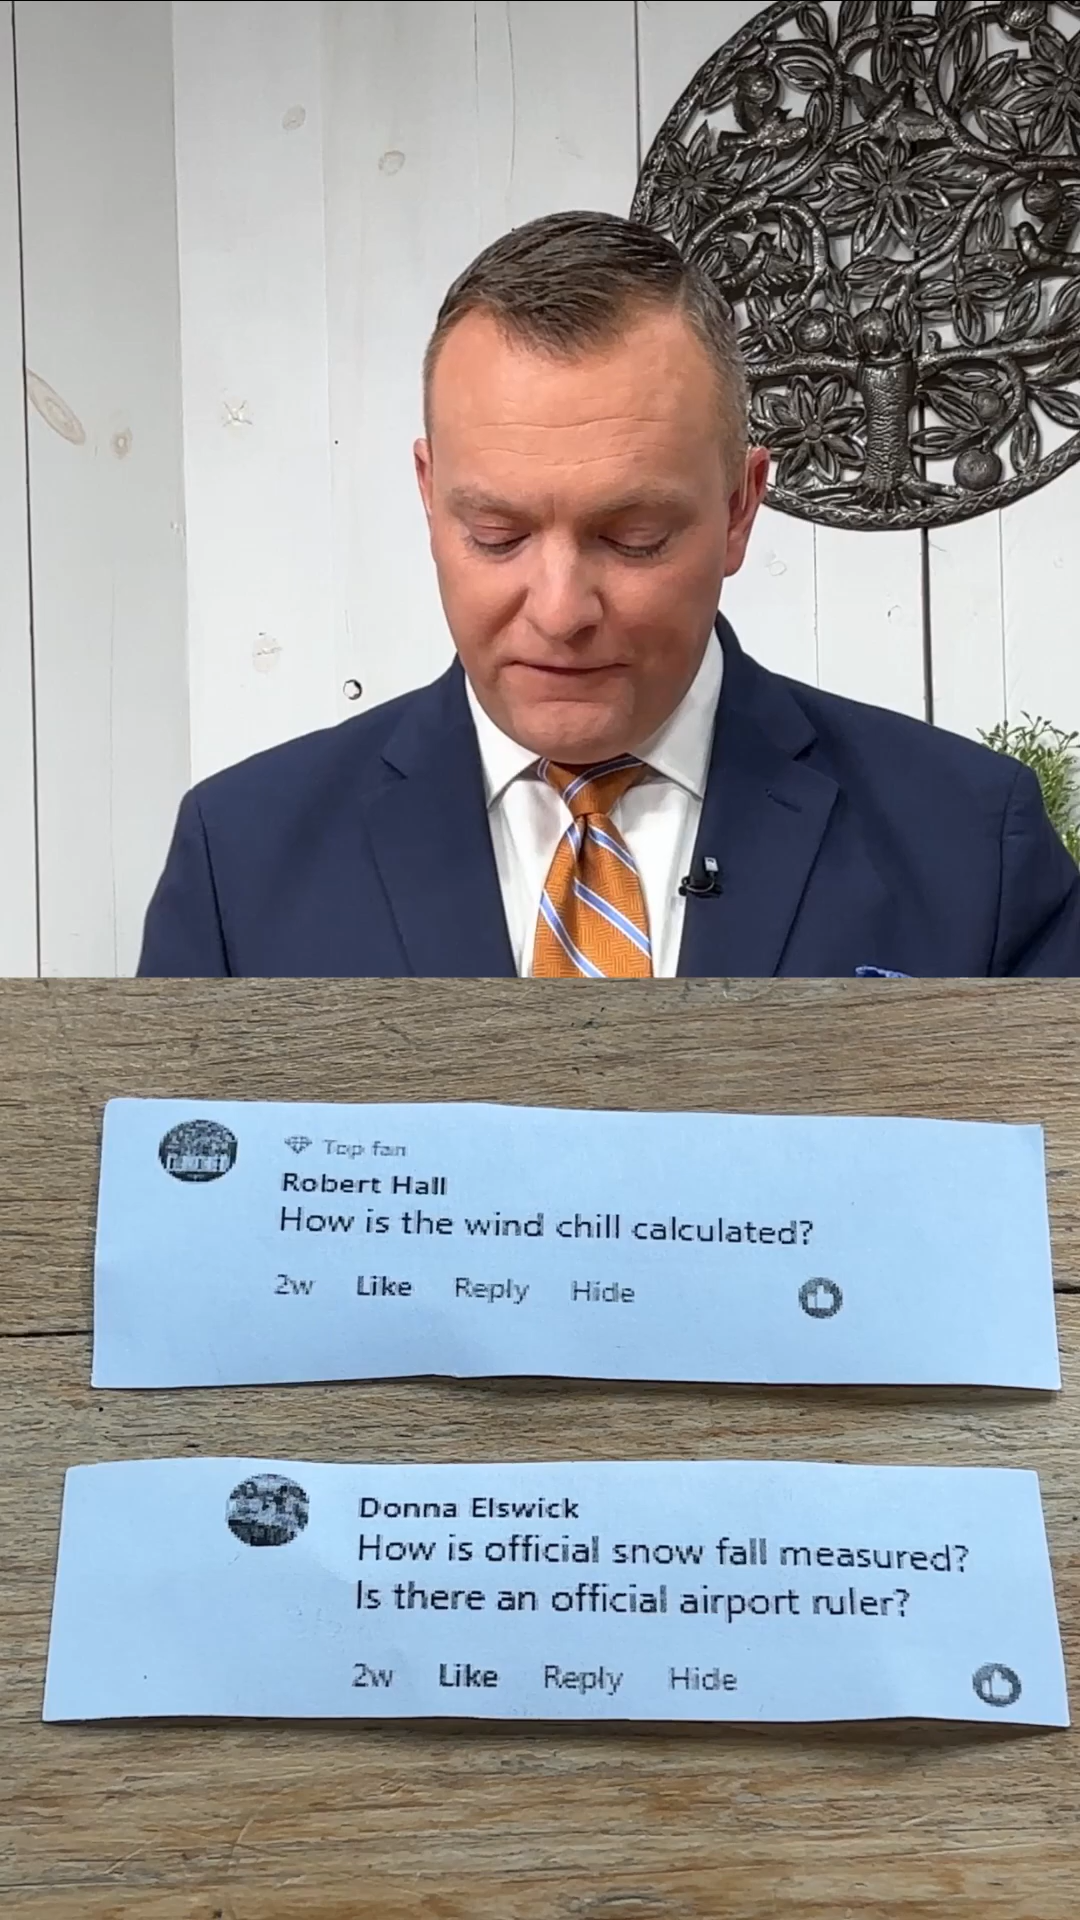 Top fan
Robert Hall
How is the wind chill calculated?
2w Like Reply Hide
Donna Elswick
How is official snow fall measured?
Is there an official airport ruler?
2w Like Reply Hide